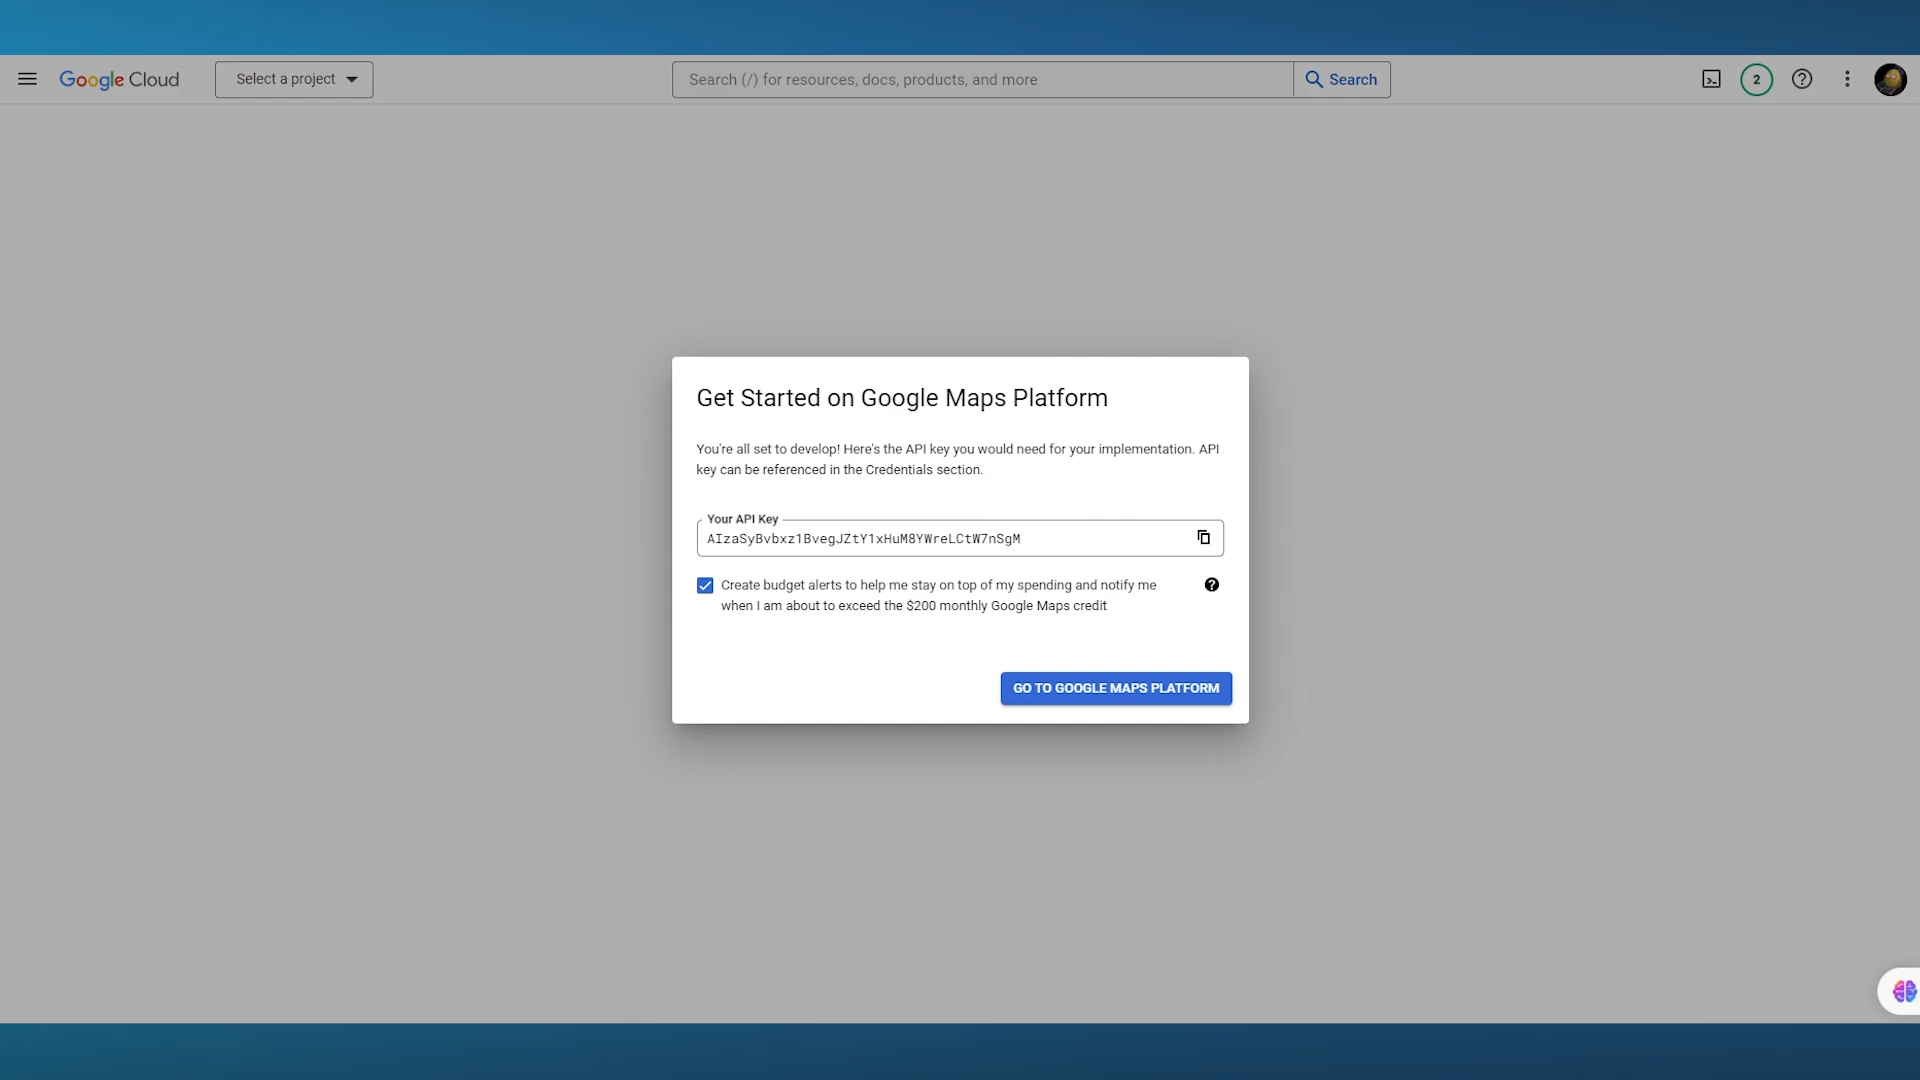 Google Cloud
Select a project
Search (/) for resources, docs, products, and more
Search
2
Get Started on Google Maps Platform
You're all set to develop! Here's the API key you would need for your implementation. API
key can be referenced in the Credentials section.
Your API Key
AIzaSyBvbxz1BvegJZtY1xHuM8YWreLCtW7nSgM
Create budget alerts to help me stay on top of my spending and notify me
when I am about to exceed the $200 monthly Google Maps credit
GO TO GOOGLE MAPS PLATFORM